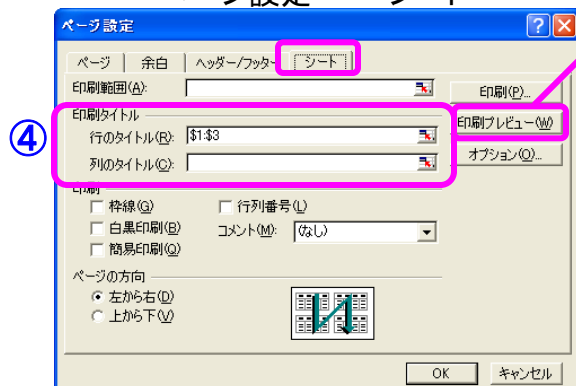 ページ設定
ページ 余白 ヘッダー/フッター シート
印刷範囲(A):
印刷(P)...
印刷タイトル
印刷プレビュー(W)
④
行のタイトル(R): $1:$3
オプション(O)...
列のタイトル(C):
印刷
枠線(G) 行列番号(L)
白黒印刷(B) コメント(M): (なし)
簡易印刷(Q)
ページの方向
左から右(D)
上から下(V)
OK キャンセル